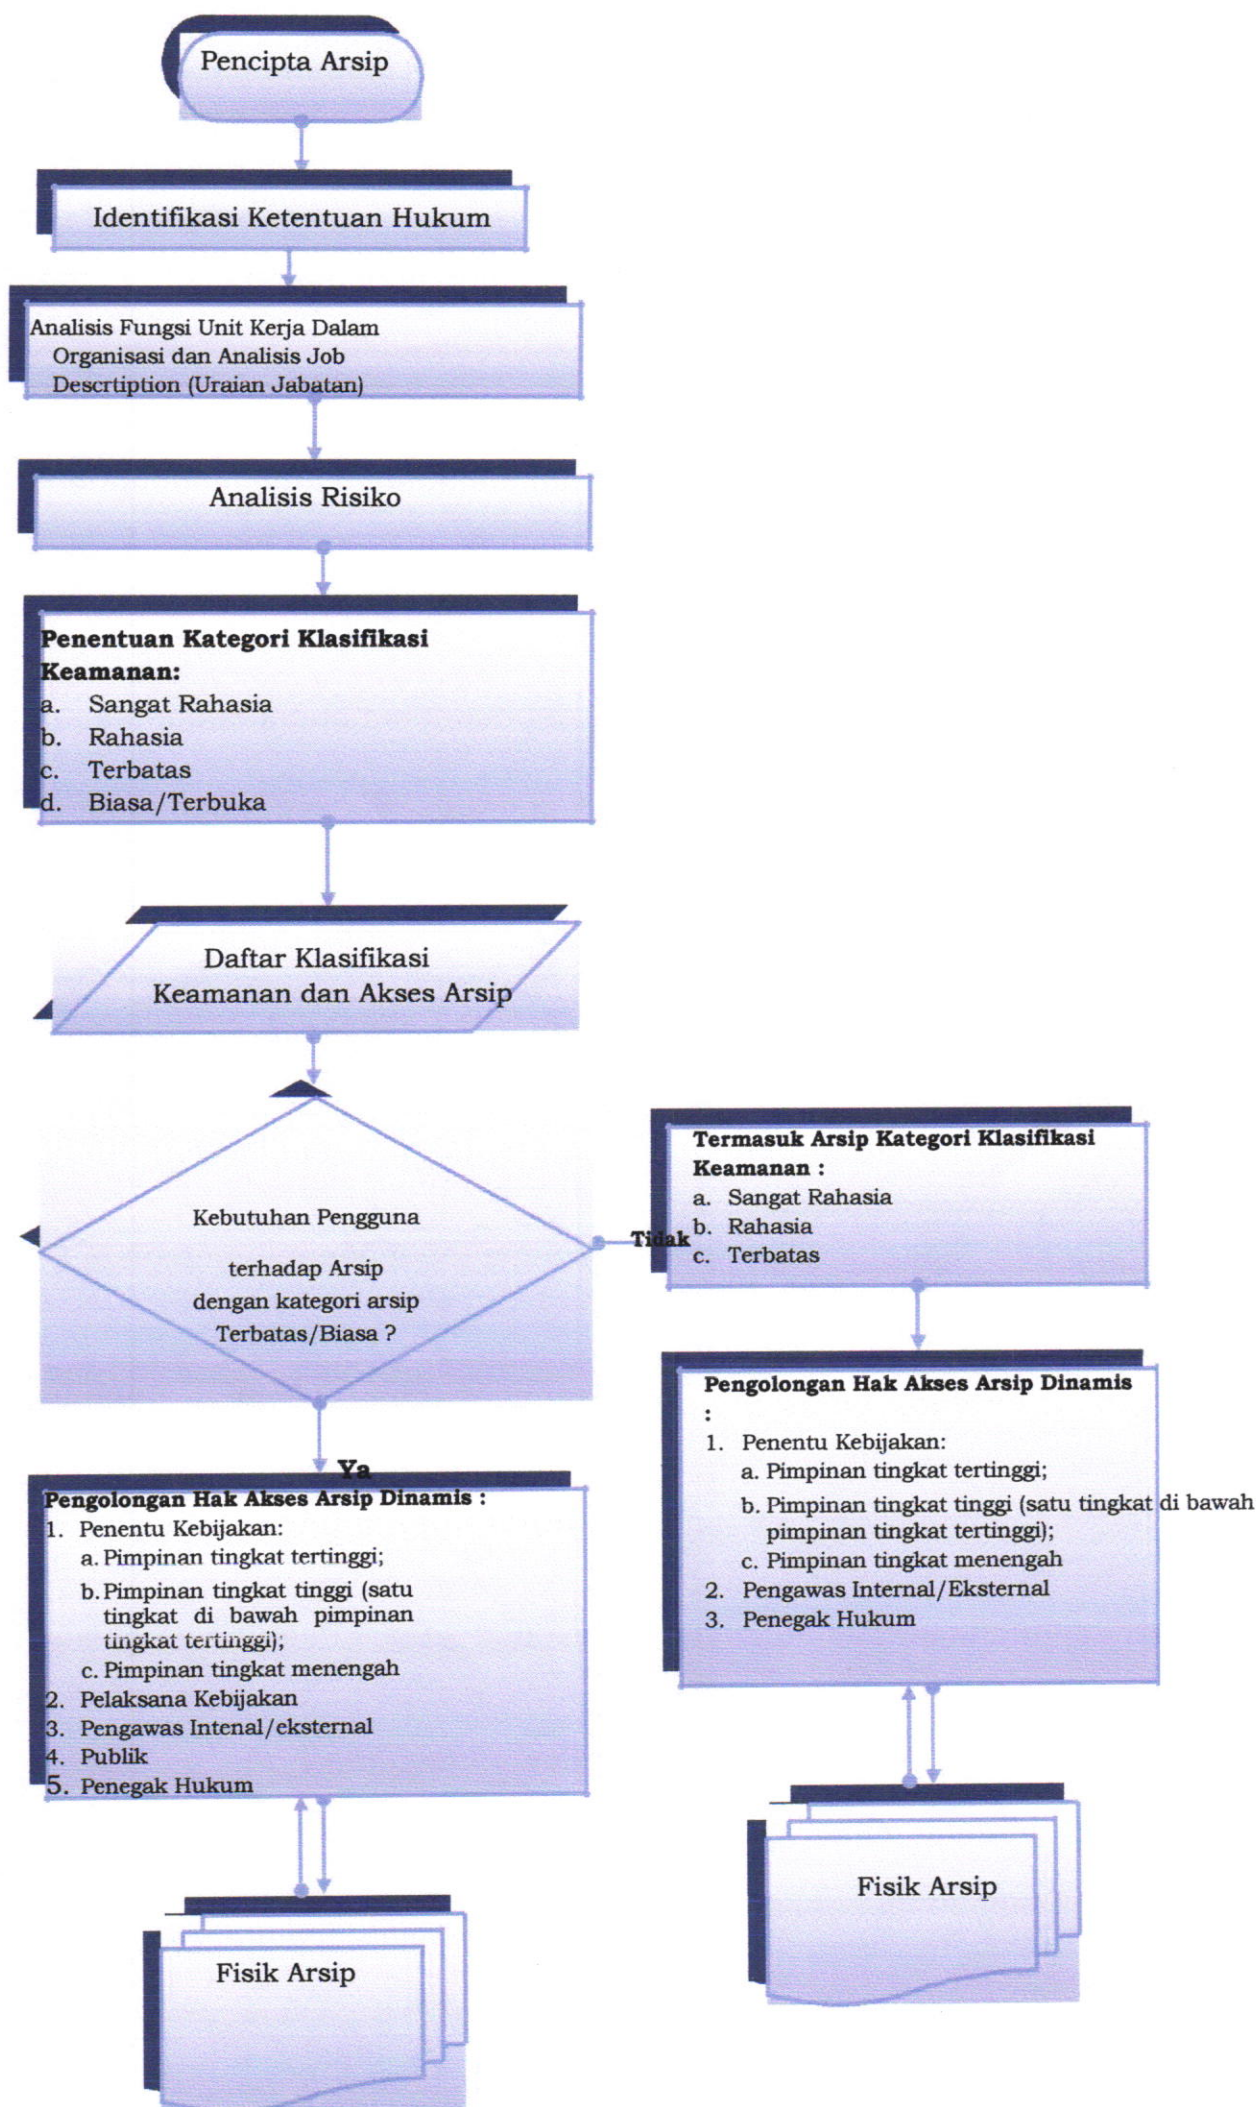 Pencipta Arsip
Identifikasi Ketentuan Hukum
Analisis Fungsi Unit Kerja Dalam
Organisasi dan Analisis Job
Descrtiption (Uraian Jabatan)
Analisis Risiko
Penentuan Kategori Klasifikasi
Keamanan:
a. Sangat Rahasia
b. Rahasia
c. Terbatas
d. Biasa/Terbuka
Daftar Klasifikasi
Keamanan dan Akses Arsip
Kebutuhan Pengguna
terhadap Arsip
dengan kategori arsip
Terbatas/Biasa ?
Tidak
Termasuk Arsip Kategori Klasifikasi
Keamanan :
a. Sangat Rahasia
b. Rahasia
c. Terbatas
Pengolongan Hak Akses Arsip Dinamis
:
1. Penentu Kebijakan:
a. Pimpinan tingkat tertinggi;
b. Pimpinan tingkat tinggi (satu tingkat di bawah
pimpinan tingkat tertinggi);
c. Pimpinan tingkat menengah
2. Pengawas Internal/Eksternal
3. Penegak Hukum
Fisik Arsip
Ya
Pengolongan Hak Akses Arsip Dinamis :
1. Penentu Kebijakan:
a. Pimpinan tingkat tertinggi;
b. Pimpinan tingkat tinggi (satu
tingkat di bawah pimpinan
tingkat tertinggi);
c. Pimpinan tingkat menengah
2. Pelaksana Kebijakan
3. Pengawas Intenal/eksternal
4. Publik
5. Penegak Hukum
Fisik Arsip